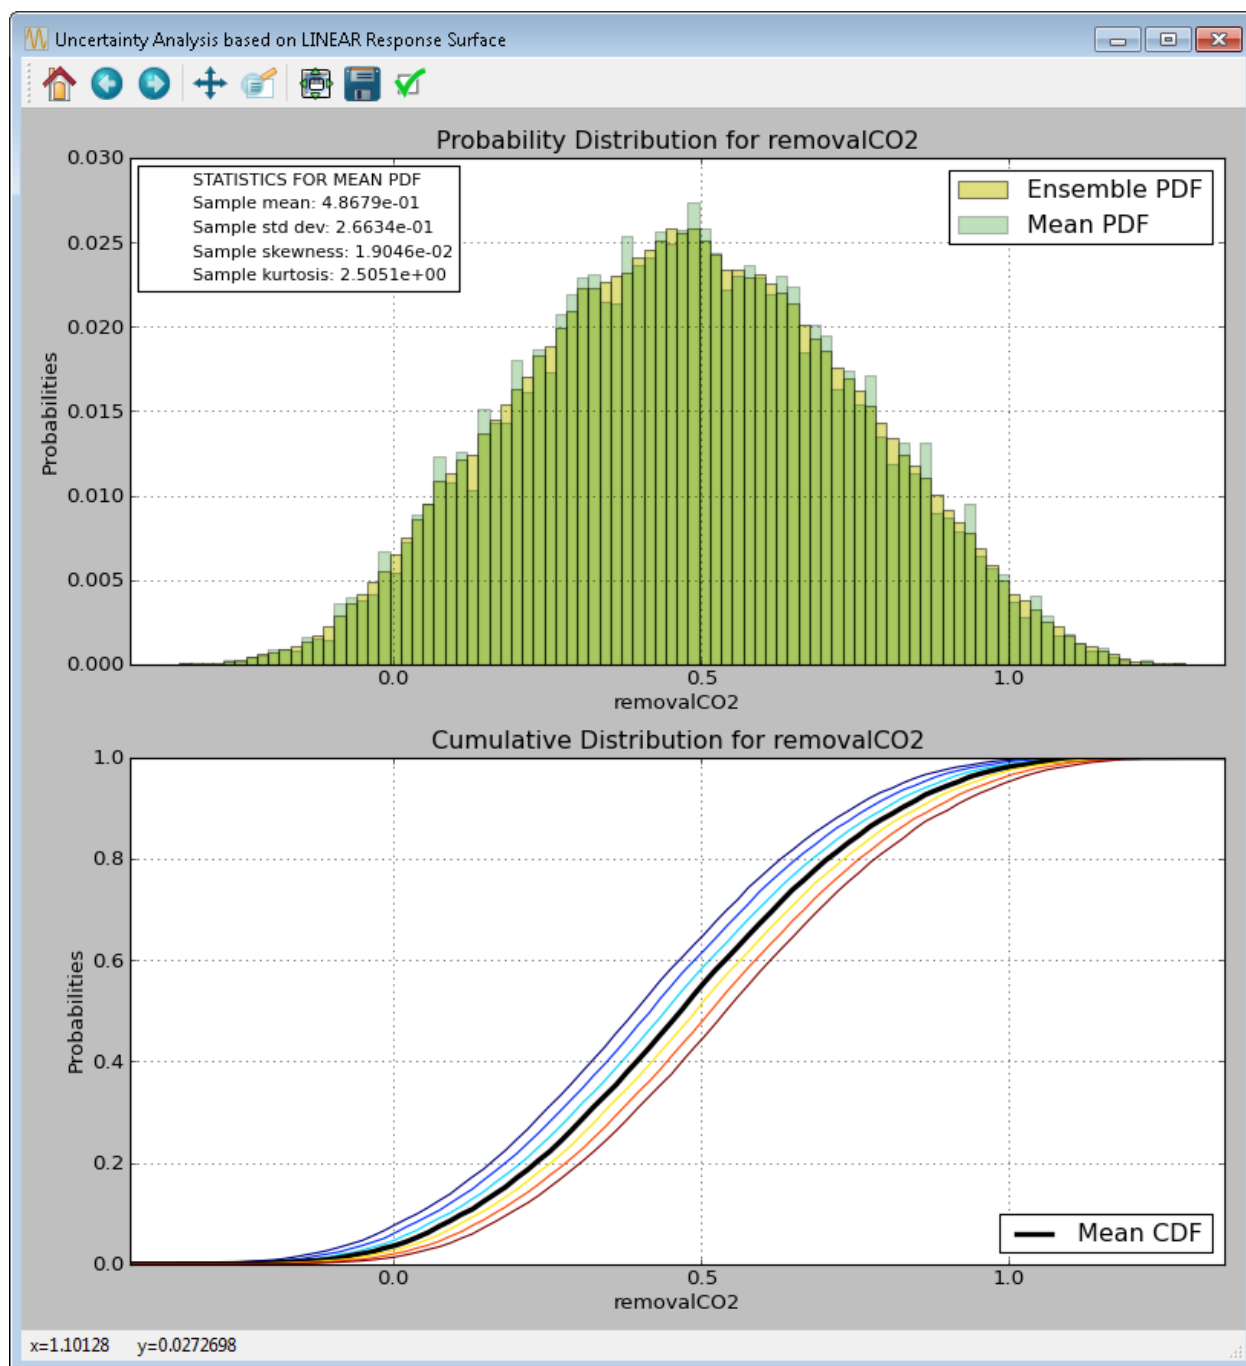 Uncertainty Analysis based on LINEAR Response Surface
Probability Distribution for removalCO2
0.030
0.025
0.020
0.015
0.010
0.005
0.000
Probabilities
STATISTICS FOR MEAN PDF
Sample mean: 4.8679e-01
Sample std dev: 2.6634e-01
Sample skewness: 1.9046e-02
Sample kurtosis: 2.5051e+00
Ensemble PDF
Mean PDF
0.0 0.5 1.0
removalCO2
Cumulative Distribution for removalCO2
1.0
0.8
0.6
0.4
0.2
0.0
Probabilities
Mean CDF
0.0 0.5 1.0
removalCO2
x=1.10128 y=0.0272698